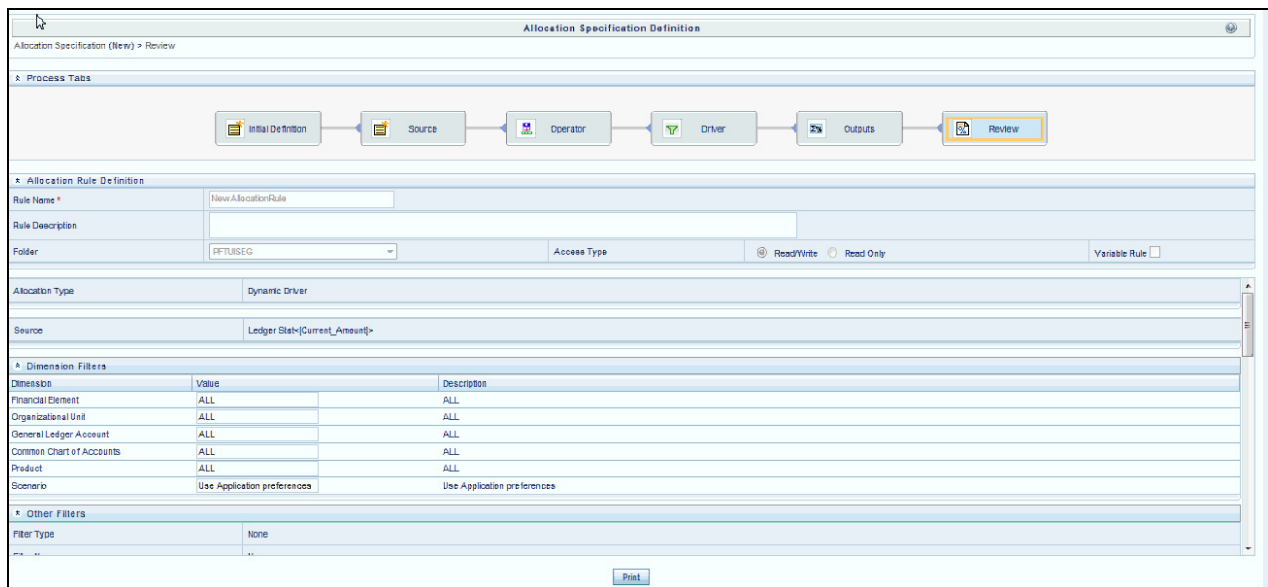 Allocation Specification Definition
Allocation Specification (New) > Review
Process Tabs
Initial Definition
Source
Operator
Driver
Outputs
Review
Allocation Rule Definition
Rule Name *
NewAllocationRule
Rule Description
Folder
PFTUISEG
Access Type
Read/Write
Read Only
Variable Rule
Allocation Type
Dynamic Driver
Source
Ledger Stat<[Current_Amount]>
Dimension Filters
Dimension Value Description
Financial Element ALL ALL
Organizational Unit ALL ALL
General Ledger Account ALL ALL
Common Chart of Accounts ALL ALL
Product ALL ALL
Scenario Use Application preferences Use Application preferences
Other Filters
Filter Type None
Print